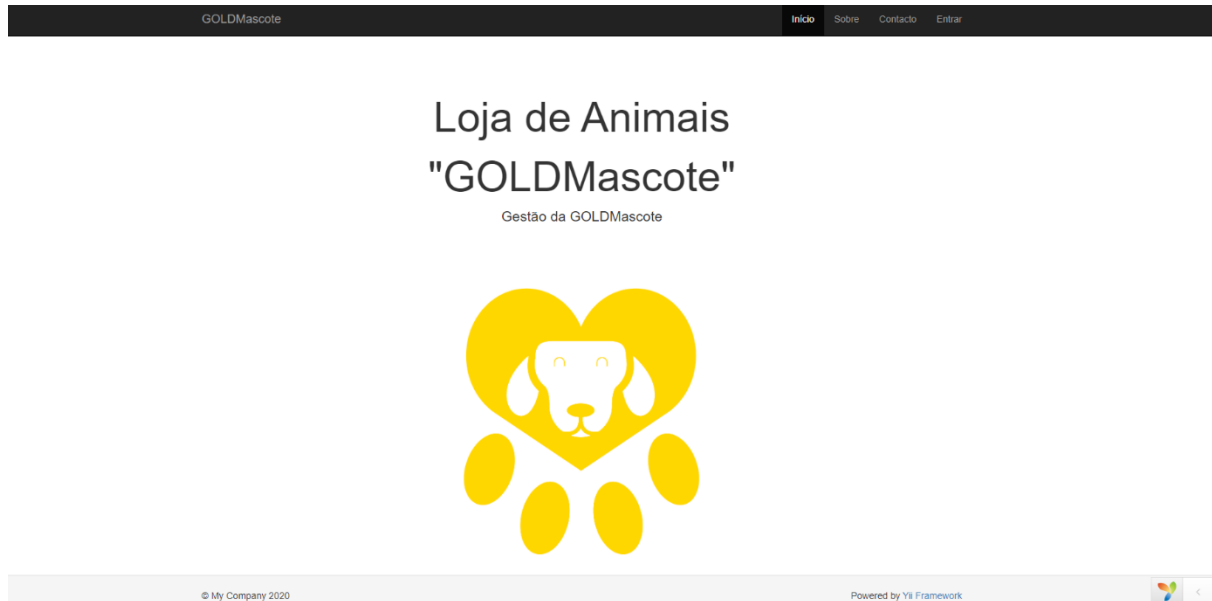 GOLDMascote
Início Sobre Contacto Entrar
Loja de Animais
"GOLDMascote"
Gestão da GOLDMascote
© My Company 2020
Powered by Yii Framework